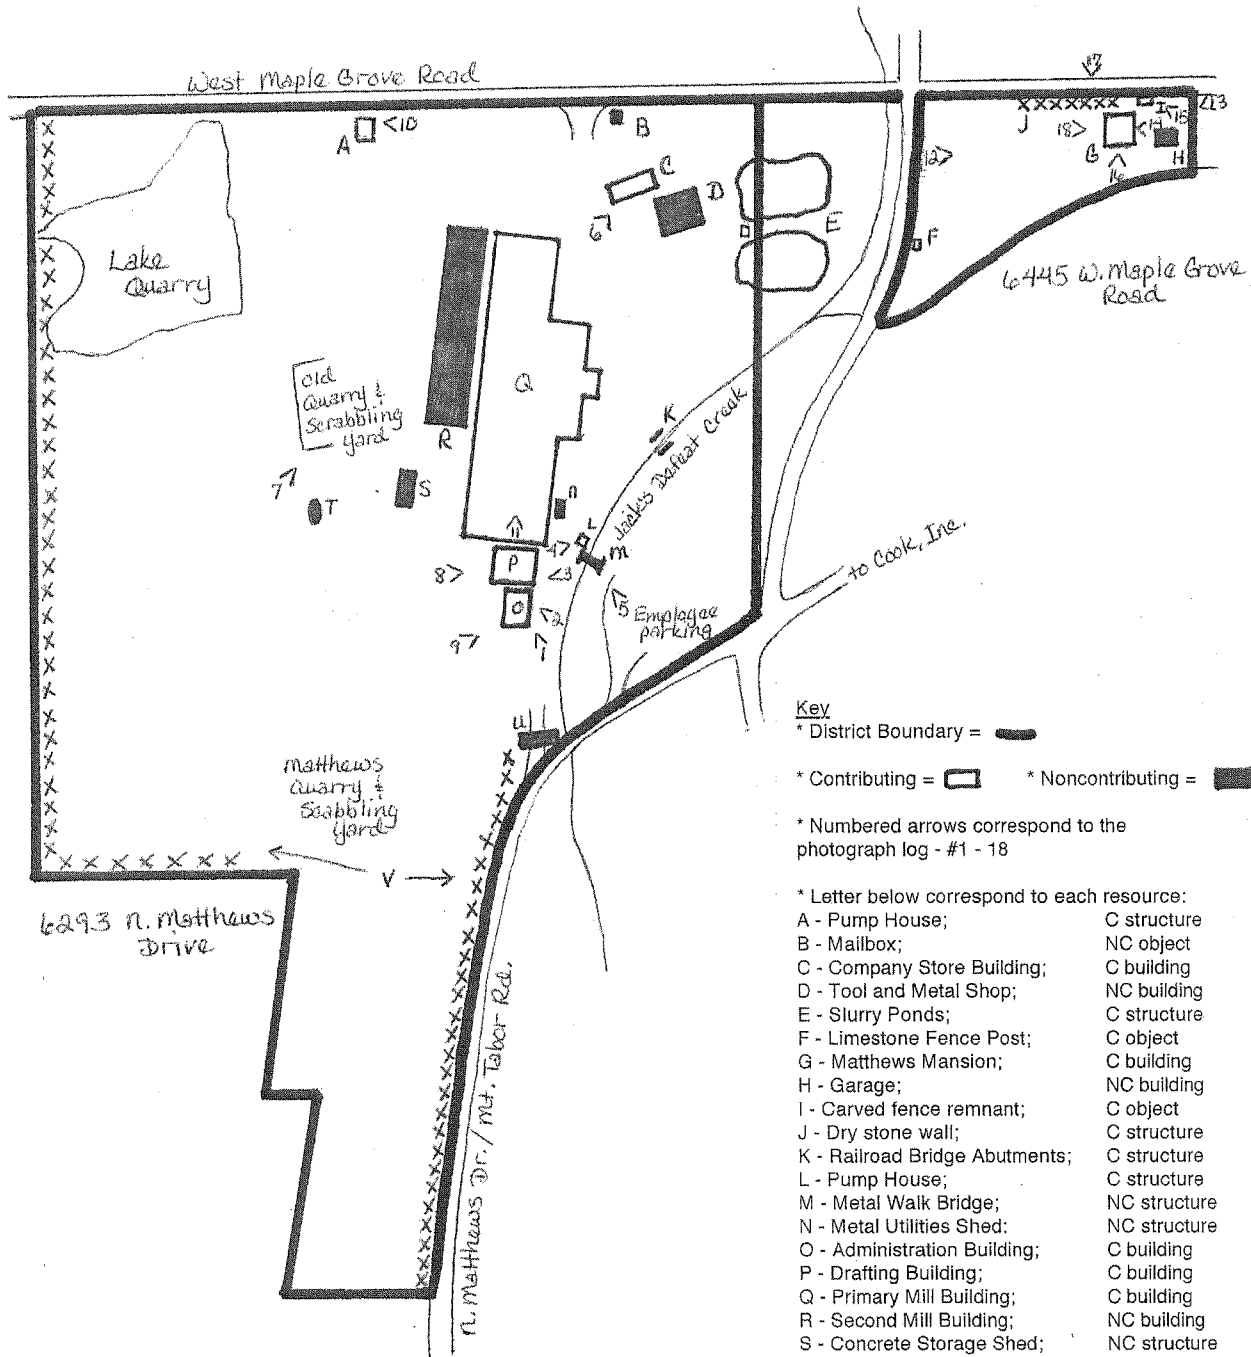 West Maple Grove Road
17
<10
A
B
J
I
<13
18>
<14
15
G
H
16
12>
C
D
6
E
F
6445 W. Maple Grove
Road
Lake
Quarry
Q
Old
Quarry &
Scrabbling
Yard
R
K
Jack's Defeat Creek
7
T
S
n
L
11
4>
M
P
<3
8>
O
2
5
Employee
parking
9>
1
to Cook, Inc.
U
Matthews
Quarry &
Scabbling
Yard
V
6293 N. Matthews
Drive
N. Matthews Dr. / Mt. Tabor Rd.
Key
* District Boundary =
* Contributing =
* Noncontributing =
* Numbered arrows correspond to the
photograph log - #1 - 18
* Letter below correspond to each resource:
A - Pump House; C structure
B - Mailbox; NC object
C - Company Store Building; C building
D - Tool and Metal Shop; NC building
E - Slurry Ponds; C structure
F - Limestone Fence Post; C object
G - Matthews Mansion; C building
H - Garage; NC building
I - Carved fence remnant; C object
J - Dry stone wall; C structure
K - Railroad Bridge Abutments; C structure
L - Pump House; C structure
M - Metal Walk Bridge; NC structure
N - Metal Utilities Shed: NC structure
O - Administration Building; C building
P - Drafting Building; C building
Q - Primary Mill Building; C building
R - Second Mill Building; NC building
S - Concrete Storage Shed; NC structure